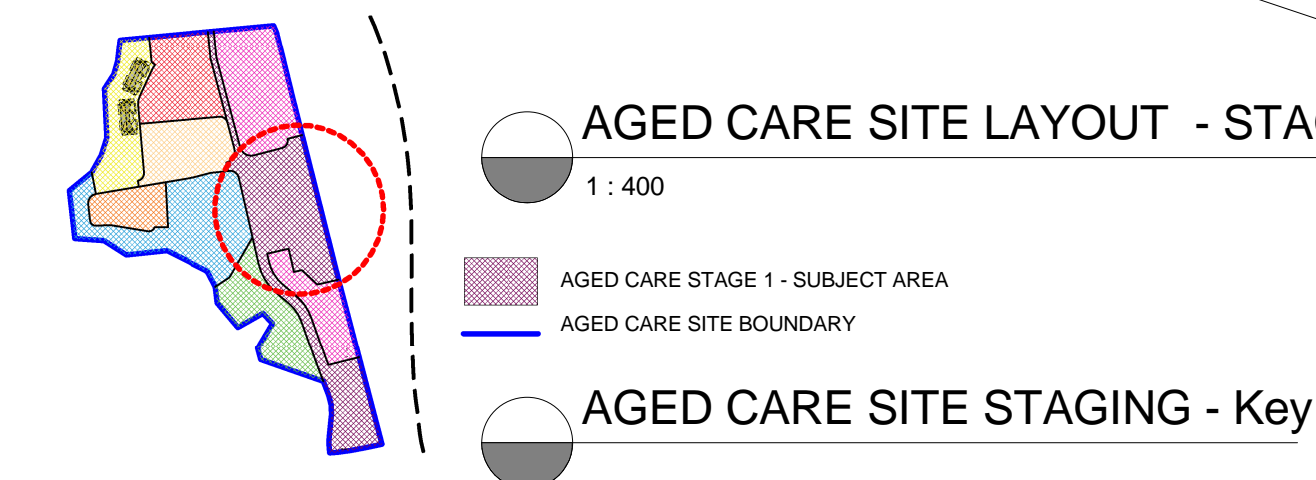 AGED CARE SITE LAYOUT - STAG
1 : 400
AGED CARE STAGE 1 - SUBJECT AREA
AGED CARE SITE BOUNDARY
AGED CARE SITE STAGING - Key